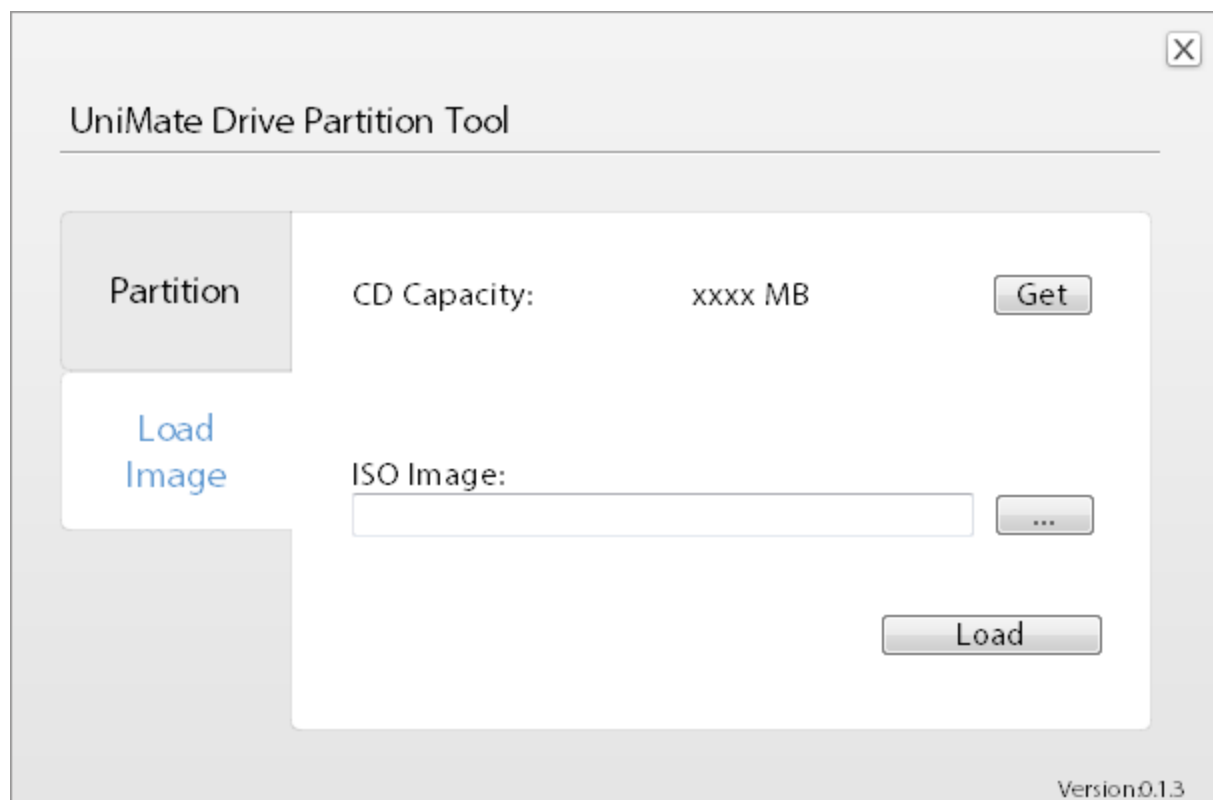 UniMate Drive Partition Tool
Partition
CD Capacity: xxxx MB Get
Load
Image
ISO Image:
...
Load
Version:0.1.3